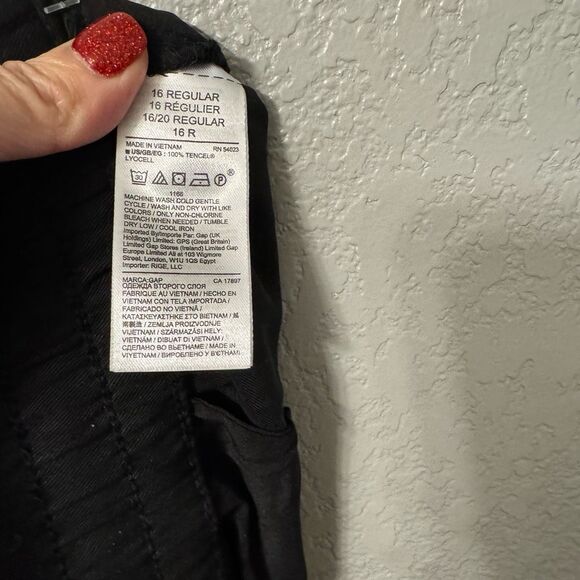 16 REGULAR
16 RÉGULIER
16/20 REGULAR
16 R
MADE IN VIETNAM RN 54023
US/GB/EG: 100% TENCEL®
LYOCELL
30 P®
1168
MACHINE WASH COLD GENTLE
CYCLE / WASH AND DRY WITH LIKE
COLORS / ONLY NON-CHLORINE
BLEACH WHEN NEEDED / TUMBLE
DRY LOW / COOL IRON
Imported By/Importe Par: Gap (UK
Holdings) Limited: GPS (Great Britain)
Limited Gap Stores (Ireland) Limited Gap
Europe Limited All at 103 Wigmore
Street, London, W1U 1QS Egypt
Importer: RIGE, LLC
MARCA:GAP CA 17897
ОДЕЖДА ВТОРОГО СЛОЯ
FABRIQUÉ AU VIETNAM / HECHO EN
VIETNAM CON TELA IMPORTADA /
FABRICADO NO VIETNÃ /
ΚΑΤΑΣΚΕΥΑΣΤΗΚΕ ΣΤΟ ΒΙΕΤΝΑΜ / 越
南製造 / ZEMLJA PROIZVODNJE
VIJETNAM / SZÁRMAZÁSI HELY:
VIETNÁM / DIBUAT DI VIETNAM /
СДЕЛАНО ВО ВЬЕТНАМЕ / MADE IN
VIYETNAM / ВИРОБЛЕНО У В'ЄТНАМІ